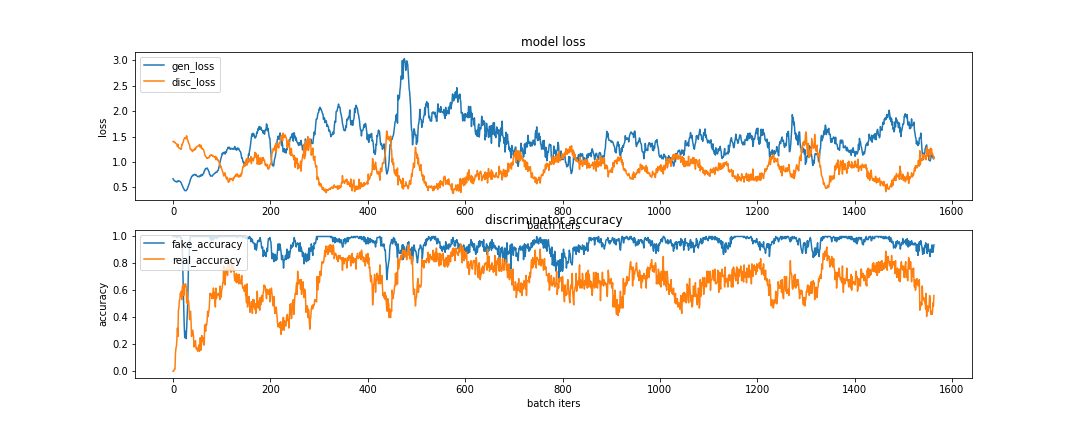 model loss
3.0
2.5
2.0
1.5
1.0
0.5
loss
gen_loss
disc_loss
0 200 400 600 800 1000 1200 1400 1600
batch iters
discriminator accuracy
1.0
0.8
0.6
0.4
0.2
0.0
accuracy
fake_accuracy
real_accuracy
0 200 400 600 800 1000 1200 1400 1600
batch iters